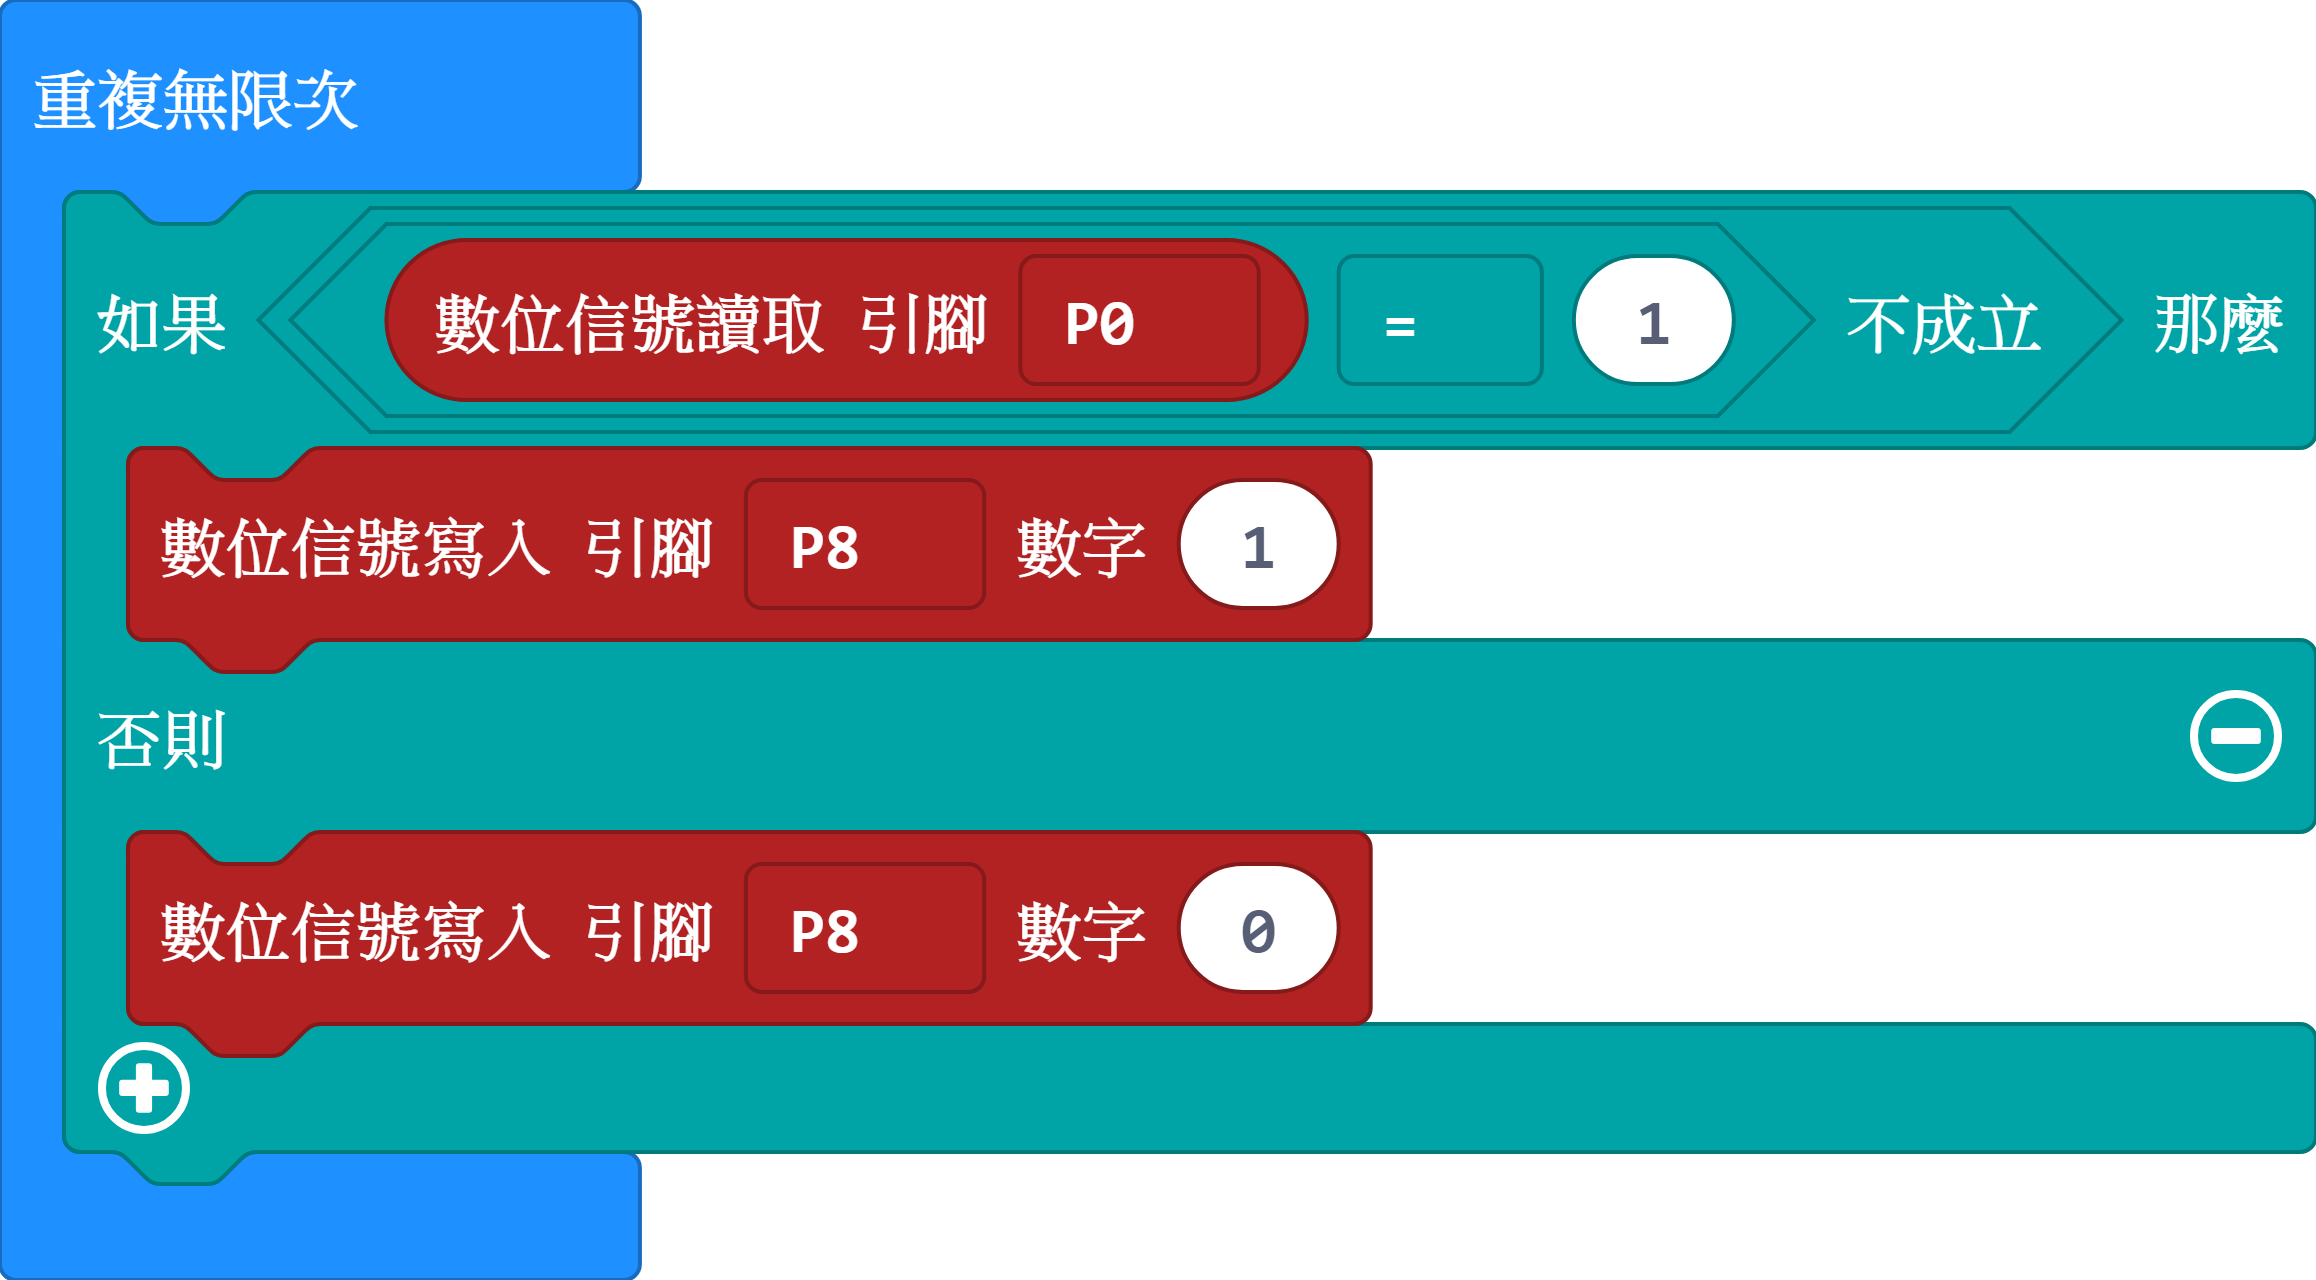 重複無限次
如果 數位信號讀取 引腳 P0 = 1 不成立 那麼
數位信號寫入 引腳 P8 數字 1
否則
數位信號寫入 引腳 P8 數字 0